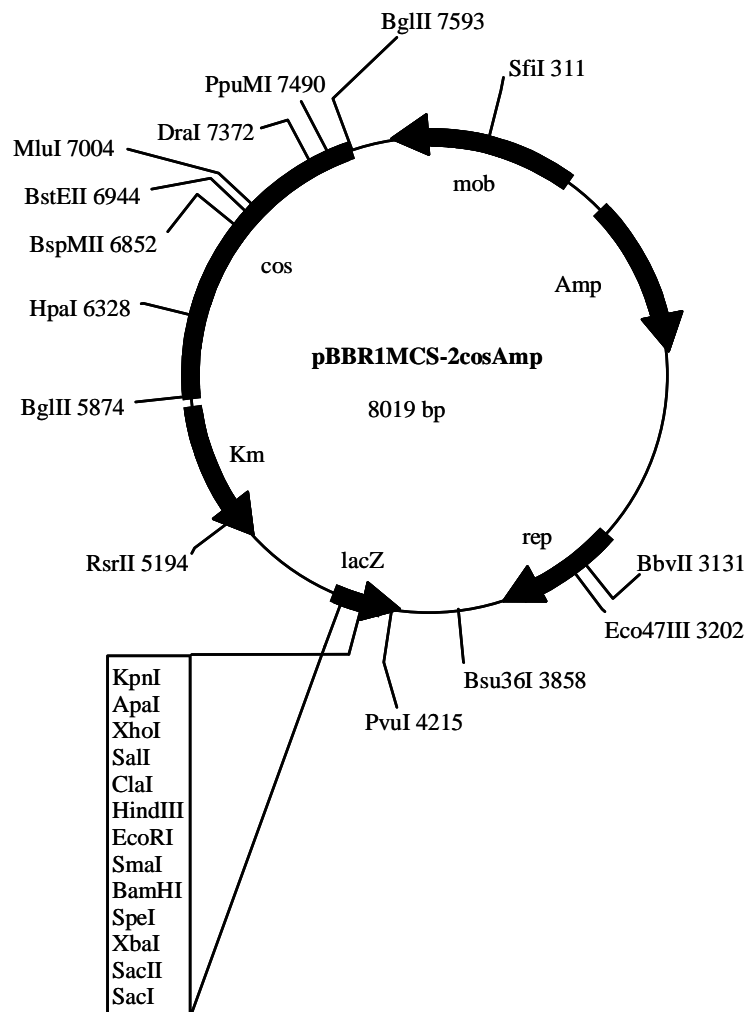 BglII 7593
SfiI 311
PpuMI 7490
DraI 7372
MluI 7004
BstEII 6944
BspMII 6852
HpaI 6328
BglII 5874
mob
Amp
cos
pBBR1MCS-2cosAmp
8019 bp
Km
RsrII 5194
lacZ
rep
BbvII 3131
Eco47III 3202
Bsu36I 3858
PvuI 4215
KpnI
ApaI
XhoI
SalI
ClaI
HindIII
EcoRI
SmaI
BamHI
SpeI
XbaI
SacII
SacI